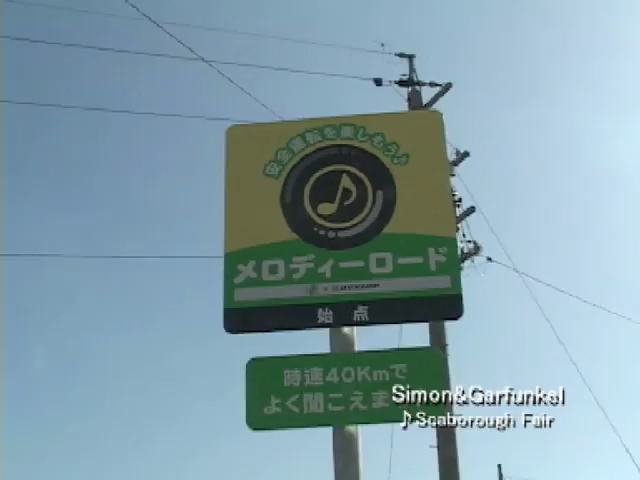 安全運転を楽しもう♪
メロディーロード
始点
時速40Kmで
よく聞こえま
Simon&Garfunkel
♪Scaborough Fair